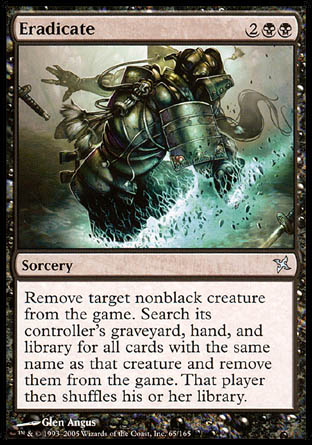 Eradicate 2
Sorcery
Remove target nonblack creature
from the game. Search its
controller's graveyard, hand, and
library for all cards with the same
name as that creature and remove
them from the game. That player
then shuffles his or her library.
Glen Angus
™ & © 1993-2005 Wizards of the Coast, Inc. 65/165